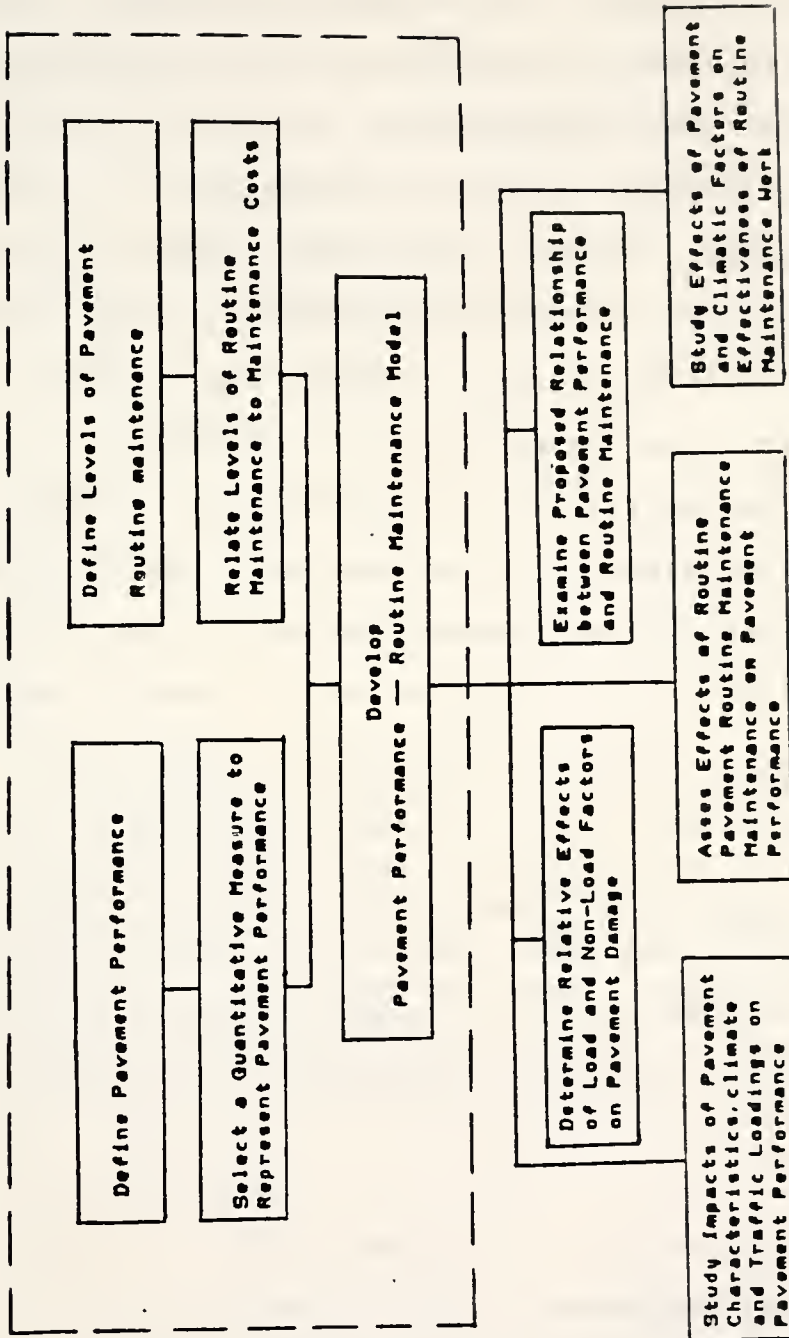 Define Pavement Performance
Select a Quantitative Measure to
Represent Pavement Performance
Define Levels of Pavement
Routine maintenance
Relate Levels of Routine
Maintenance to Maintenance Costs
Develop
Pavement Performance — Routine Maintenance Model
Determine Relative Effects
of Load and Non-Load Factors
on Pavement Damage
Examine Proposed Relationship
between Pavement Performance
and Routine Maintenance
Study Impacts of Pavement
Characteristics,climate
and Traffic Loadings on
Pavement Performance
Asses Effects of Routine
Pavement Routine Maintenance
Maintenance on Pavement
Performance
Study Effects of Pavement
and Climatic Factors on
Effectiveness of Routine
Maintenance Work